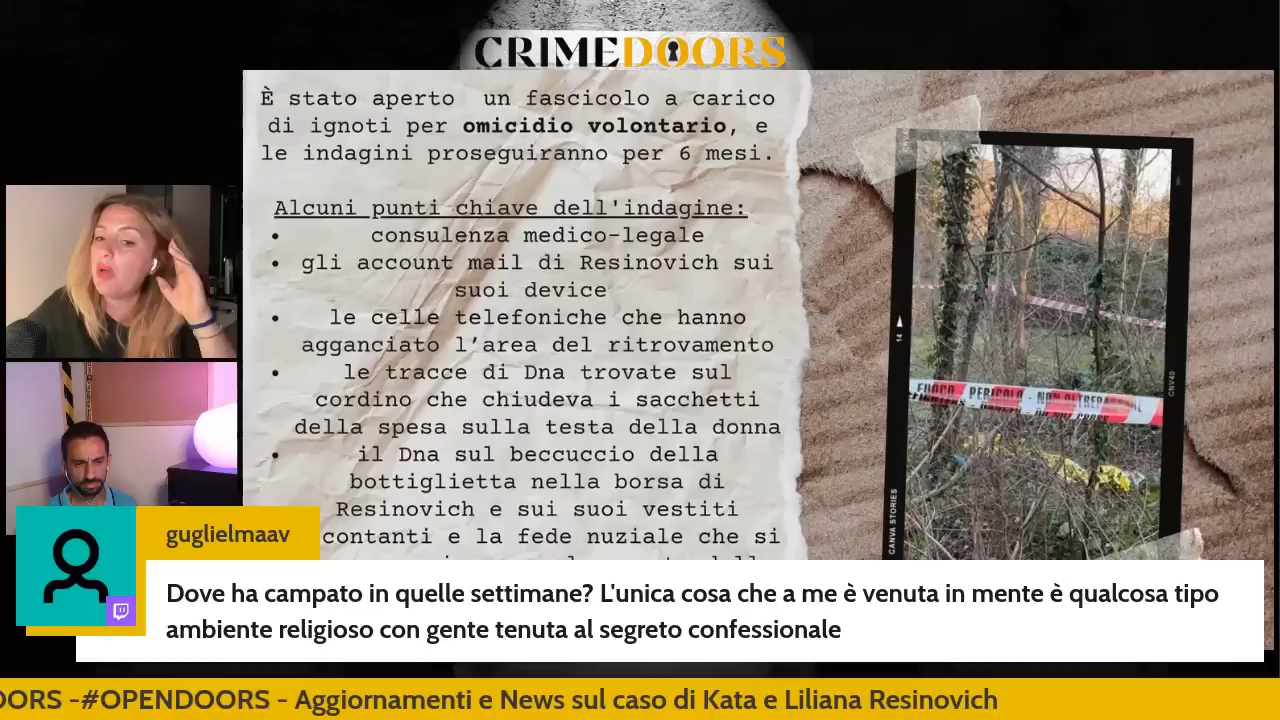 CRIMEDOORS
È stato aperto un fascicolo a carico
di ignoti per omicidio volontario, e
le indagini proseguiranno per 6 mesi.
Alcuni punti chiave dell'indagine:
• consulenza medico-legale
• gli account mail di Resinovich sui
suoi device
• le celle telefoniche che hanno
agganciato l’area del ritrovamento
• le tracce di Dna trovate sul
cordino che chiudeva i sacchetti
della spesa sulla testa della donna
• il Dna sul beccuccio della
bottiglietta nella borsa di
Resinovich e sui suoi vestiti
contanti e la fede nuziale che si
14
CNV40
CANVA STORIES
PERICOLO - NON OLTREPASSARE
guglielmaav
Dove ha campato in quelle settimane? L'unica cosa che a me è venuta in mente è qualcosa tipo
ambiente religioso con gente tenuta al segreto confessionale
OORS -#OPENDOORS - Aggiornamenti e News sul caso di Kata e Liliana Resinovich